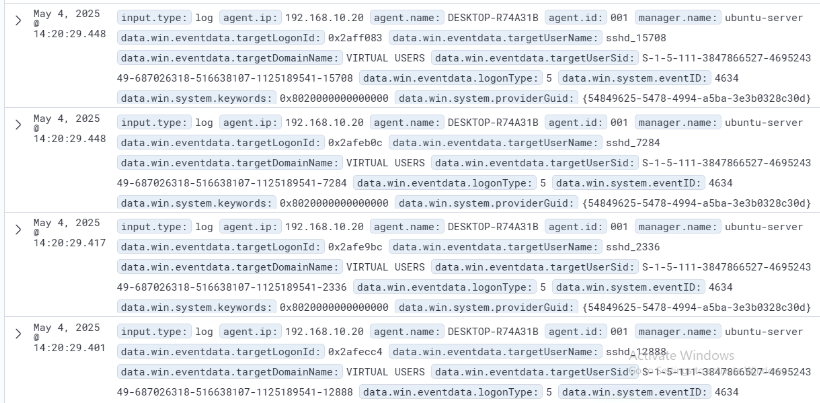 May 4, 2025 @ 14:20:29.448
input.type: log agent.ip: 192.168.10.20 agent.name: DESKTOP-R74A31B agent.id: 001 manager.name: ubuntu-server
data.win.eventdata.targetLogonId: 0x2aff083 data.win.eventdata.targetUserName: sshd_15708
data.win.eventdata.targetDomainName: VIRTUAL USERS data.win.eventdata.targetUserSid: S-1-5-111-3847866527-4695243
49-687026318-516638107-1125189541-15708 data.win.eventdata.logonType: 5 data.win.system.eventID: 4634
data.win.system.keywords: 0x8020000000000000 data.win.system.providerGuid: {54849625-5478-4994-a5ba-3e3b0328c30d}
May 4, 2025 @ 14:20:29.448
input.type: log agent.ip: 192.168.10.20 agent.name: DESKTOP-R74A31B agent.id: 001 manager.name: ubuntu-server
data.win.eventdata.targetLogonId: 0x2afeb0c data.win.eventdata.targetUserName: sshd_7284
data.win.eventdata.targetDomainName: VIRTUAL USERS data.win.eventdata.targetUserSid: S-1-5-111-3847866527-4695243
49-687026318-516638107-1125189541-7284 data.win.eventdata.logonType: 5 data.win.system.eventID: 4634
data.win.system.keywords: 0x8020000000000000 data.win.system.providerGuid: {54849625-5478-4994-a5ba-3e3b0328c30d}
May 4, 2025 @ 14:20:29.417
input.type: log agent.ip: 192.168.10.20 agent.name: DESKTOP-R74A31B agent.id: 001 manager.name: ubuntu-server
data.win.eventdata.targetLogonId: 0x2afe9bc data.win.eventdata.targetUserName: sshd_2336
data.win.eventdata.targetDomainName: VIRTUAL USERS data.win.eventdata.targetUserSid: S-1-5-111-3847866527-4695243
49-687026318-516638107-1125189541-2336 data.win.eventdata.logonType: 5 data.win.system.eventID: 4634
data.win.system.keywords: 0x8020000000000000 data.win.system.providerGuid: {54849625-5478-4994-a5ba-3e3b0328c30d}
May 4, 2025 @ 14:20:29.401
input.type: log agent.ip: 192.168.10.20 agent.name: DESKTOP-R74A31B agent.id: 001 manager.name: ubuntu-server
data.win.eventdata.targetLogonId: 0x2afecc4 data.win.eventdata.targetUserName: sshd_12888
Activate Windows
data.win.eventdata.targetDomainName: VIRTUAL USERS data.win.eventdata.targetUserSid: S-1-5-111-3847866527-4695243
49-687026318-516638107-1125189541-12888 data.win.eventdata.logonType: 5 data.win.system.eventID: 4634